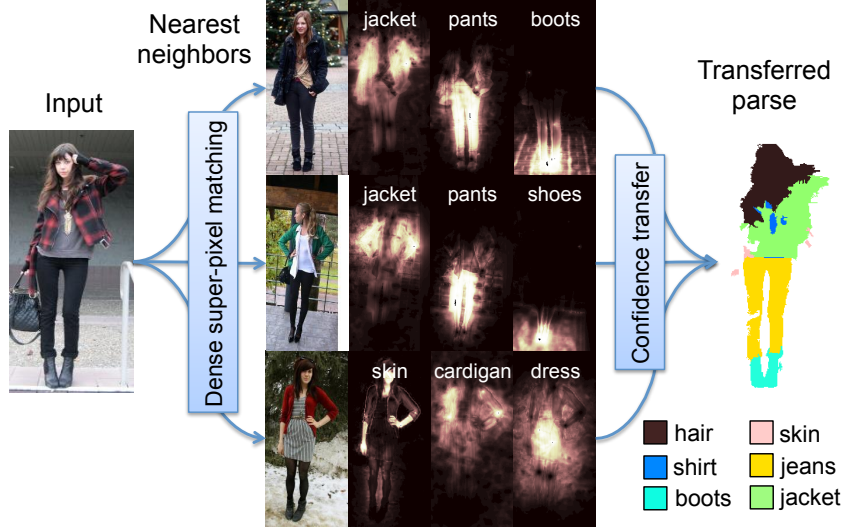 Input
Nearest
neighbors
Dense super-pixel matching
jacket
pants
boots
jacket
pants
shoes
skin
cardigan
dress
Confidence transfer
Transferred
parse
hair
skin
shirt
jeans
boots
jacket